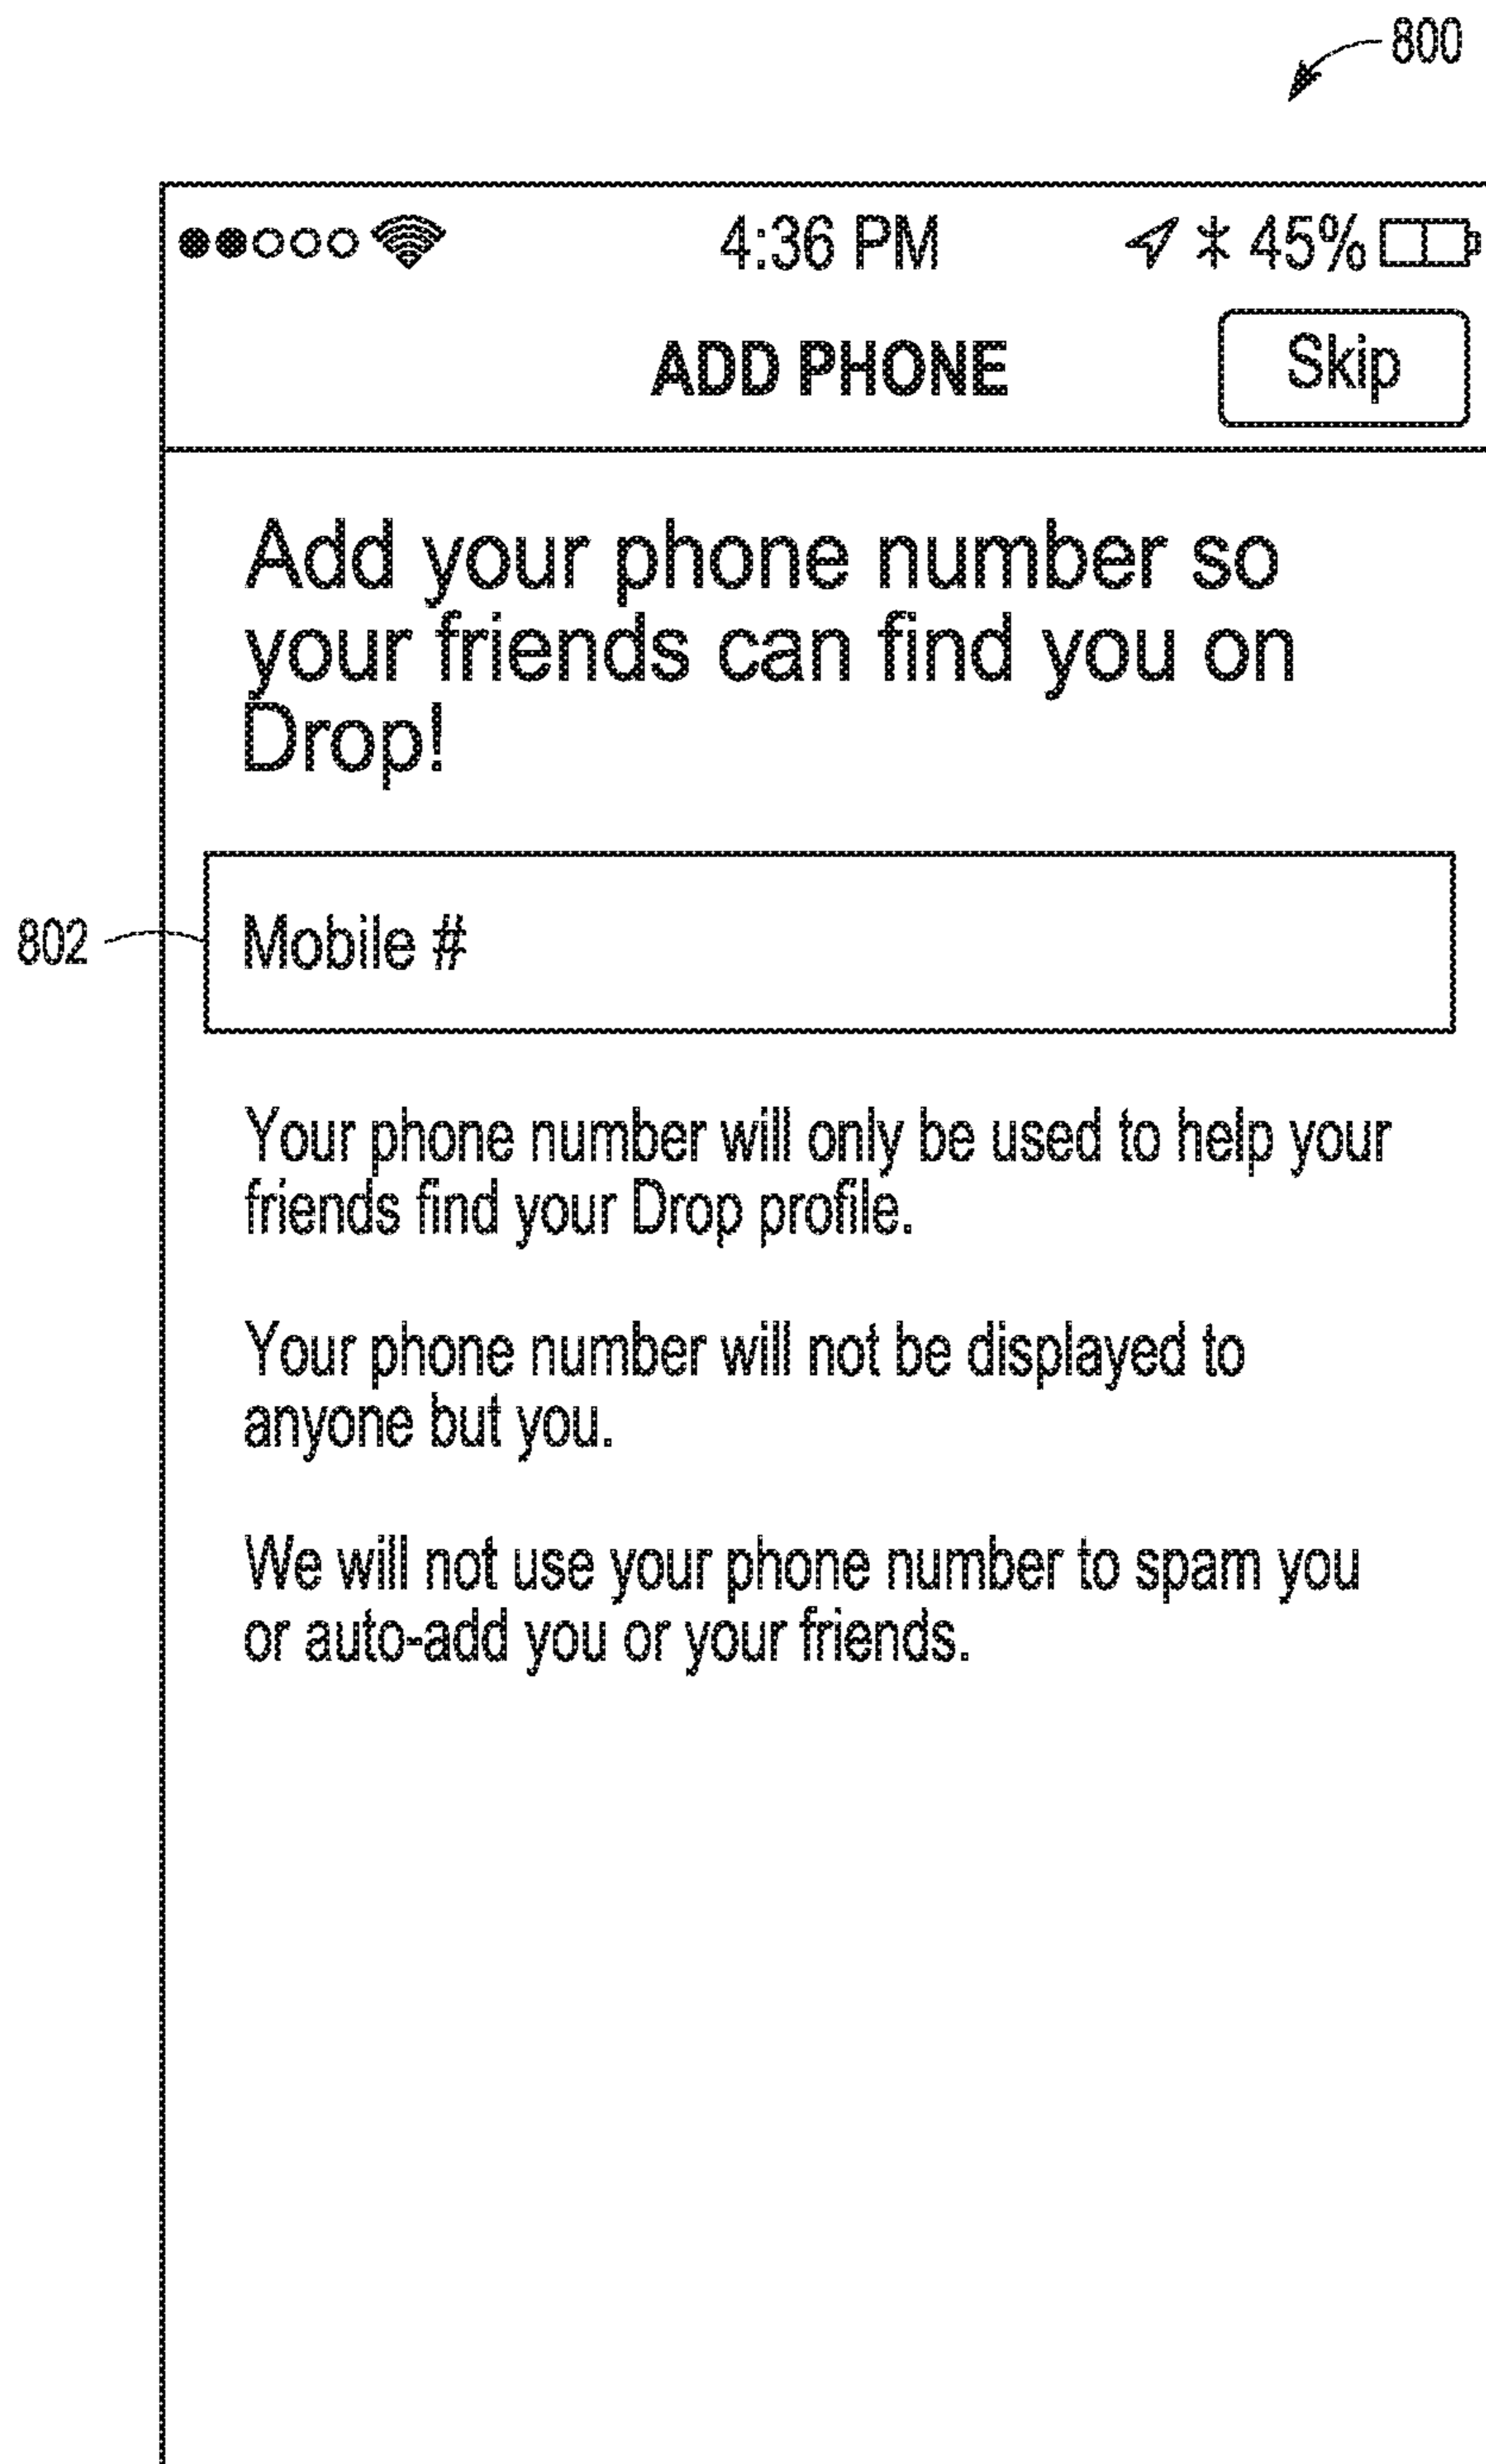 800
4:36 PM 45%
ADD PHONE Skip
Add your phone number so
your friends can find you on
Drop!
802 Mobile #
Your phone number will only be used to help your
friends find your Drop profile.
Your phone number will not be displayed to
anyone but you.
We will not use your phone number to spam you
or auto-add you or your friends.